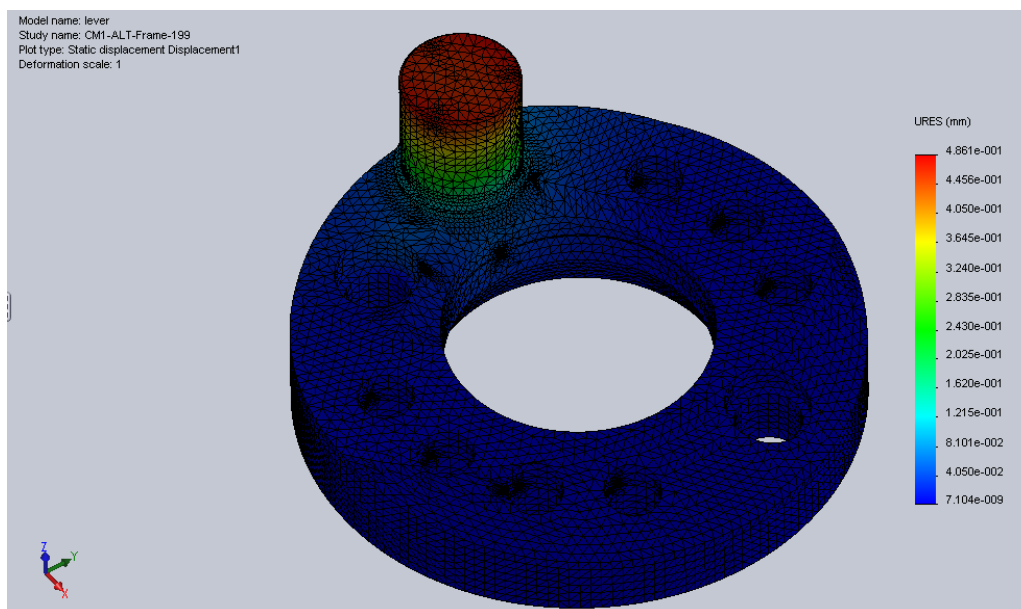 Model name: lever
Study name: CM1-ALT-Frame-199
Plot type: Static displacement Displacement1
Deformation scale: 1
URES (mm)
4.861e-001
4.456e-001
4.050e-001
3.645e-001
3.240e-001
2.835e-001
2.430e-001
2.025e-001
1.620e-001
1.215e-001
8.101e-002
4.050e-002
7.104e-009
Z
Y
X